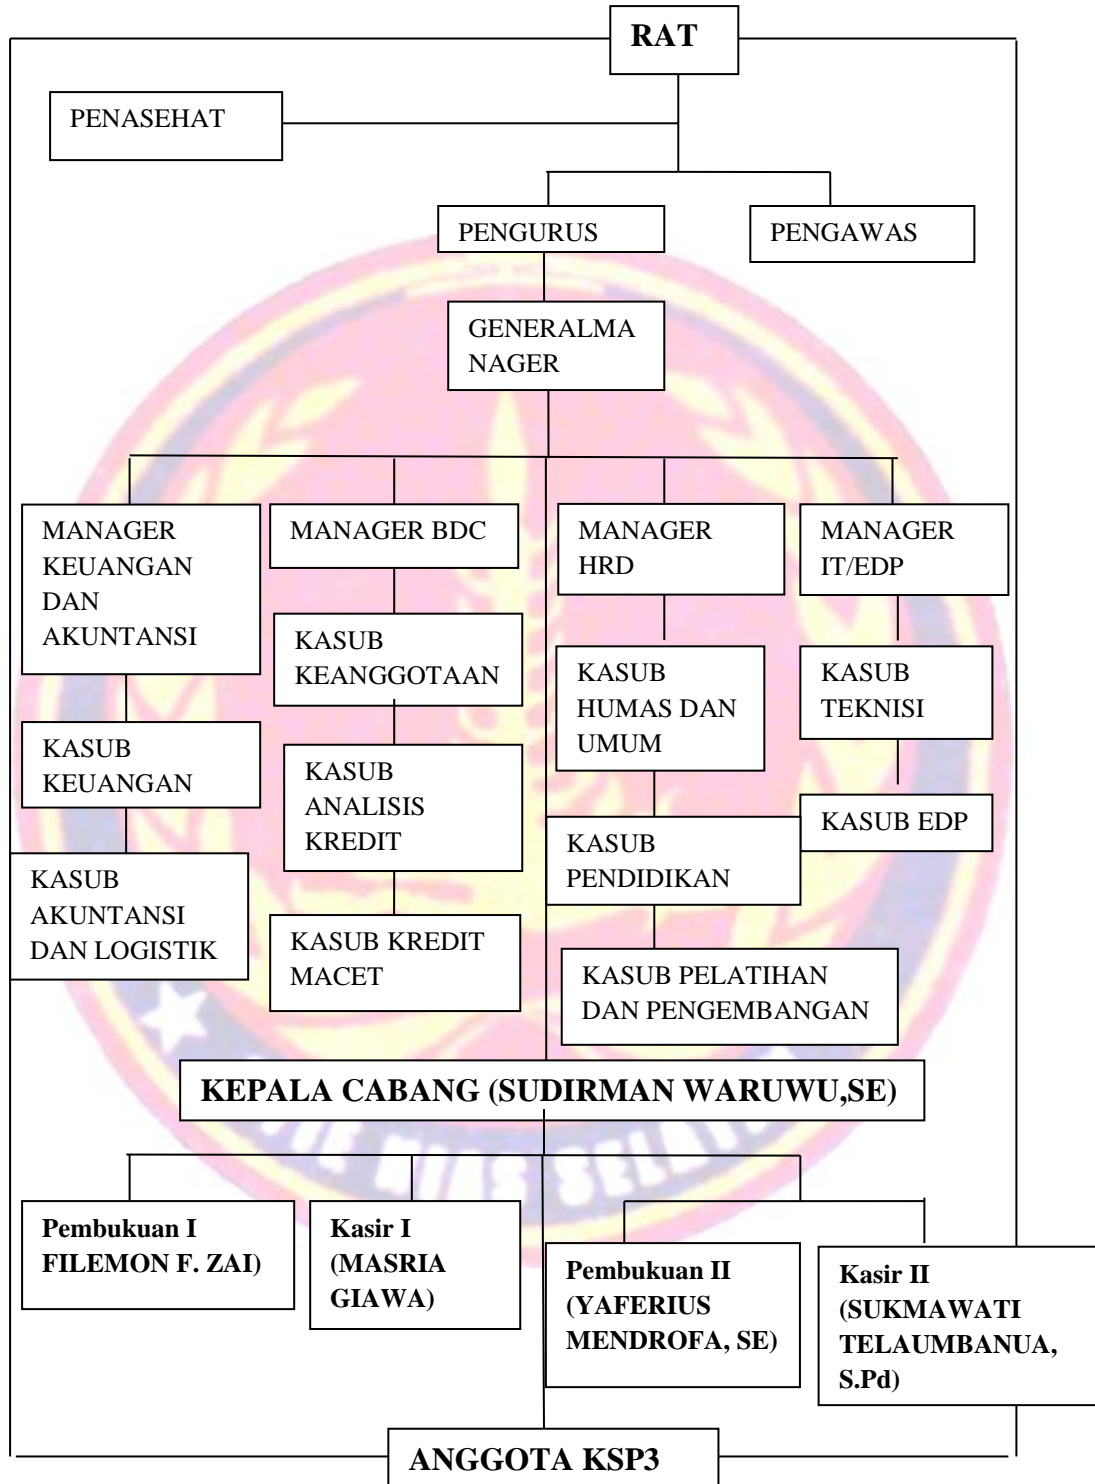 RAT
PENASEHAT
PENGURUS
PENGAWAS
GENERALMA
NAGER
MANAGER
KEUANGAN
DAN
AKUNTANSI
MANAGER BDC
MANAGER
HRD
MANAGER
IT/EDP
KASUB
KEANGGOTAAN
KASUB
HUMAS DAN
UMUM
KASUB
TEKNISI
KASUB
KEUANGAN
KASUB
ANALISIS
KREDIT
KASUB
PENDIDIKAN
KASUB EDP
KASUB
AKUNTANSI
DAN LOGISTIK
KASUB KREDIT
MACET
KASUB PELATIHAN
DAN PENGEMBANGAN
KEPALA CABANG (SUDIRMAN WARUWU,SE)
NIAS
Pembukuan I
FILEMON F. ZAI)
Kasir I
(MASRIA
GIAWA)
Pembukuan II
(YAFERIUS
MENDROFA, SE)
Kasir II
(SUKMAWATI
TELAUMBANUA,
S.Pd)
ANGGOTA KSP3